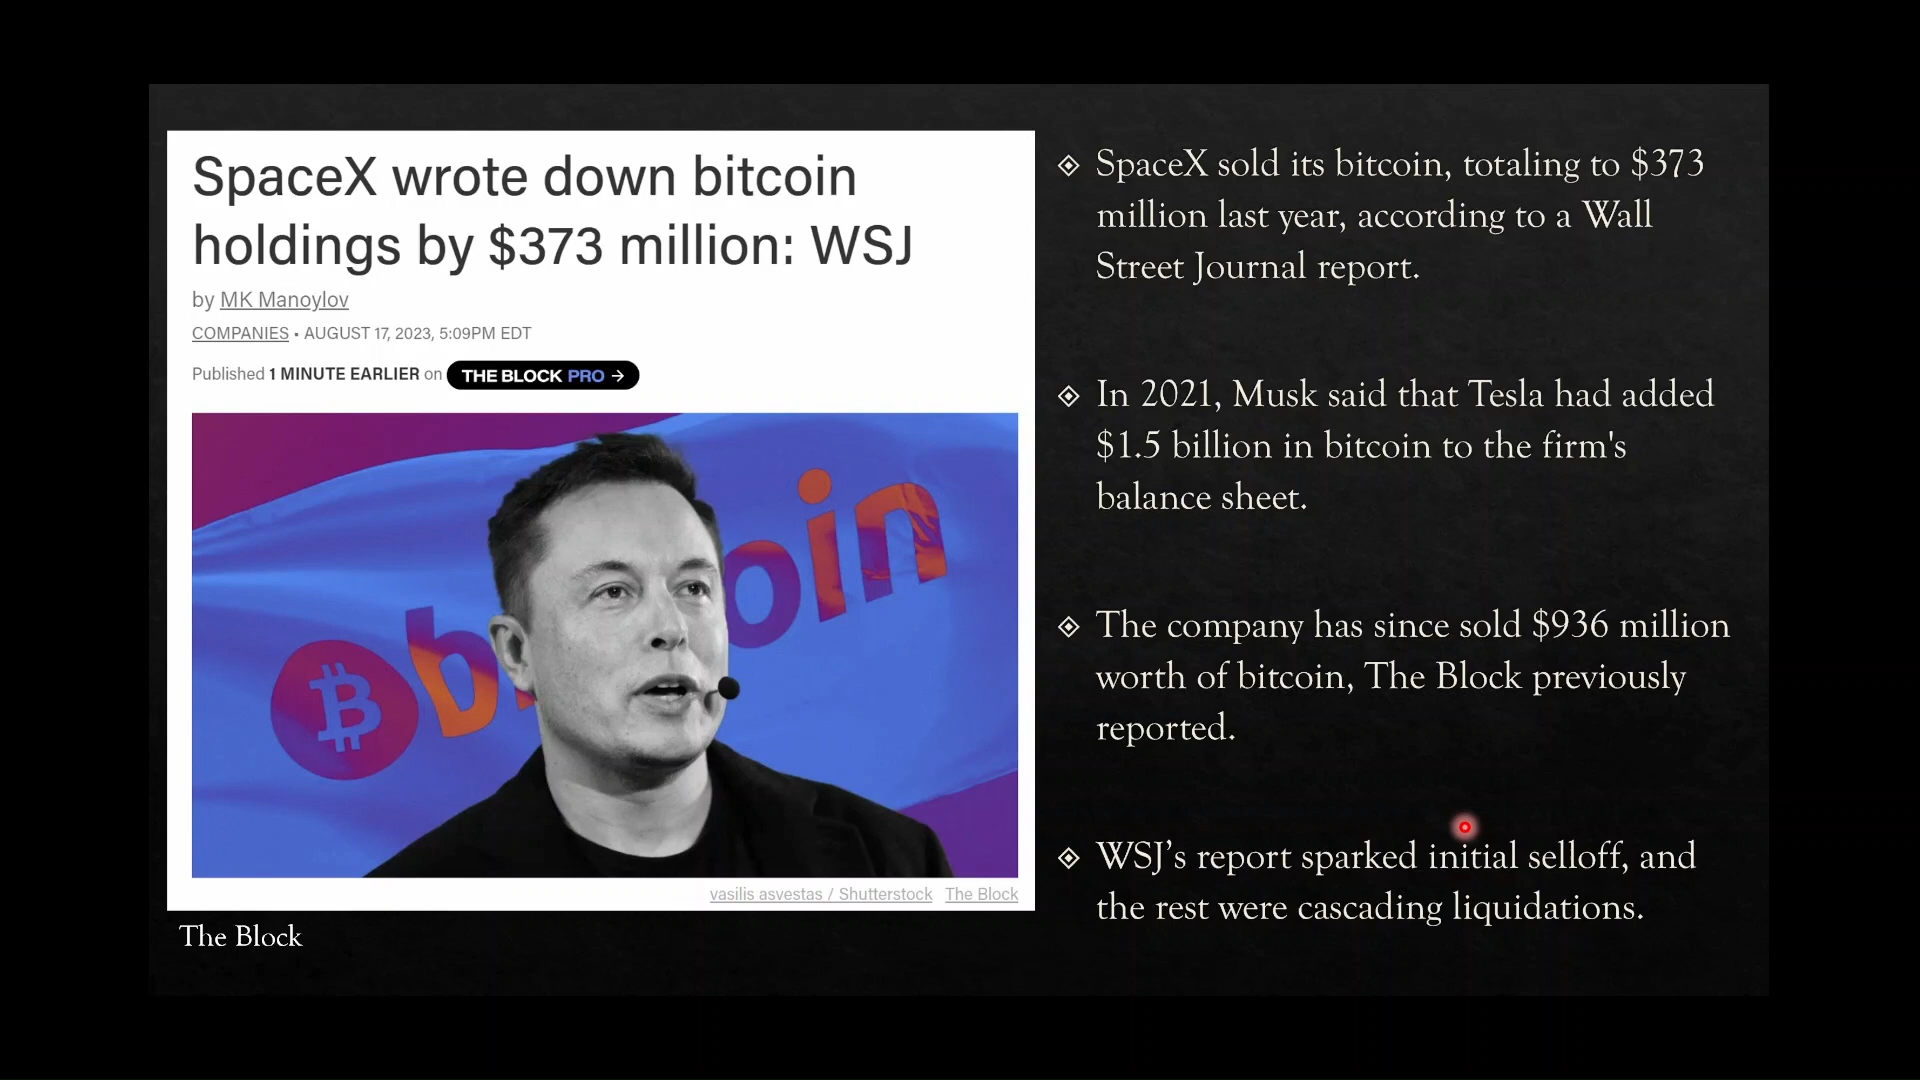 SpaceX wrote down bitcoin
holdings by $373 million: WSJ
by MK Manoylov
COMPANIES • AUGUST 17, 2023, 5:09PM EDT
Published 1 MINUTE EARLIER on THE BLOCK PRO →
bitcoin
vasilis asvestas / Shutterstock The Block
The Block
SpaceX sold its bitcoin, totaling to $373
million last year, according to a Wall
Street Journal report.
In 2021, Musk said that Tesla had added
$1.5 billion in bitcoin to the firm's
balance sheet.
The company has since sold $936 million
worth of bitcoin, The Block previously
reported.
WSJ’s report sparked initial selloff, and
the rest were cascading liquidations.